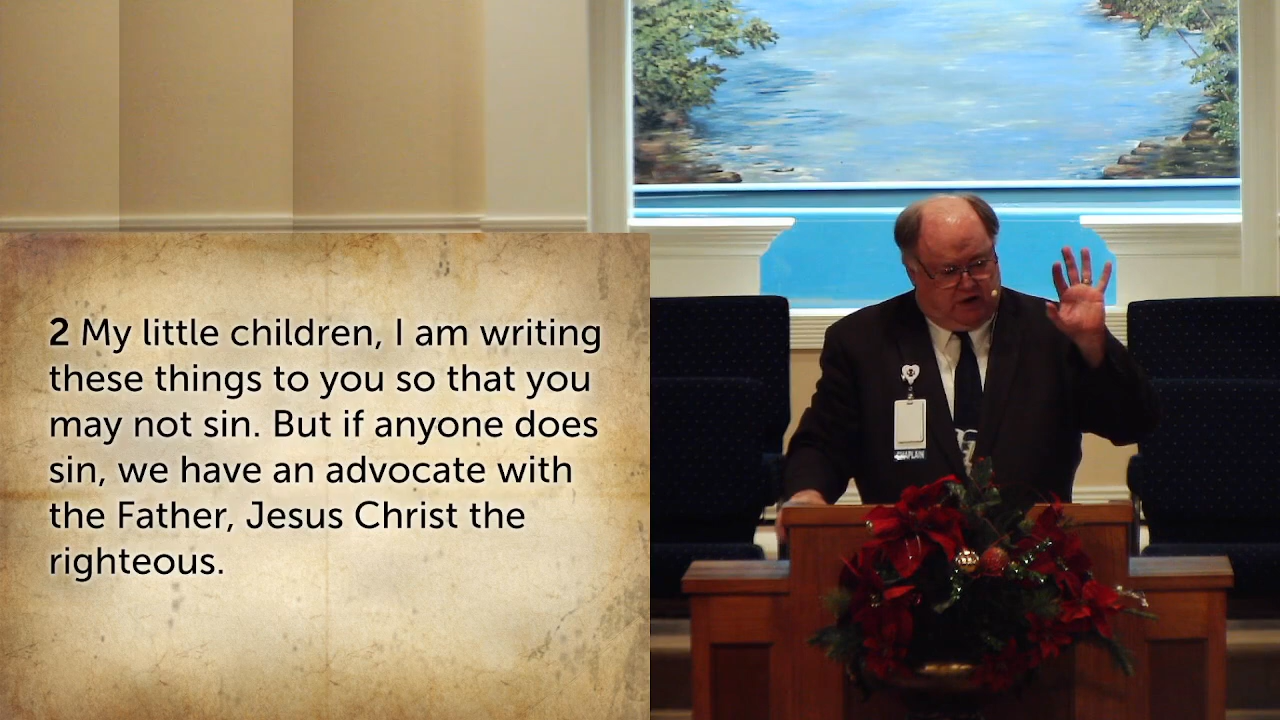 2 My little children, I am writing
these things to you so that you
may not sin. But if anyone does
sin, we have an advocate with
the Father, Jesus Christ the
righteous.
CHAPLAIN